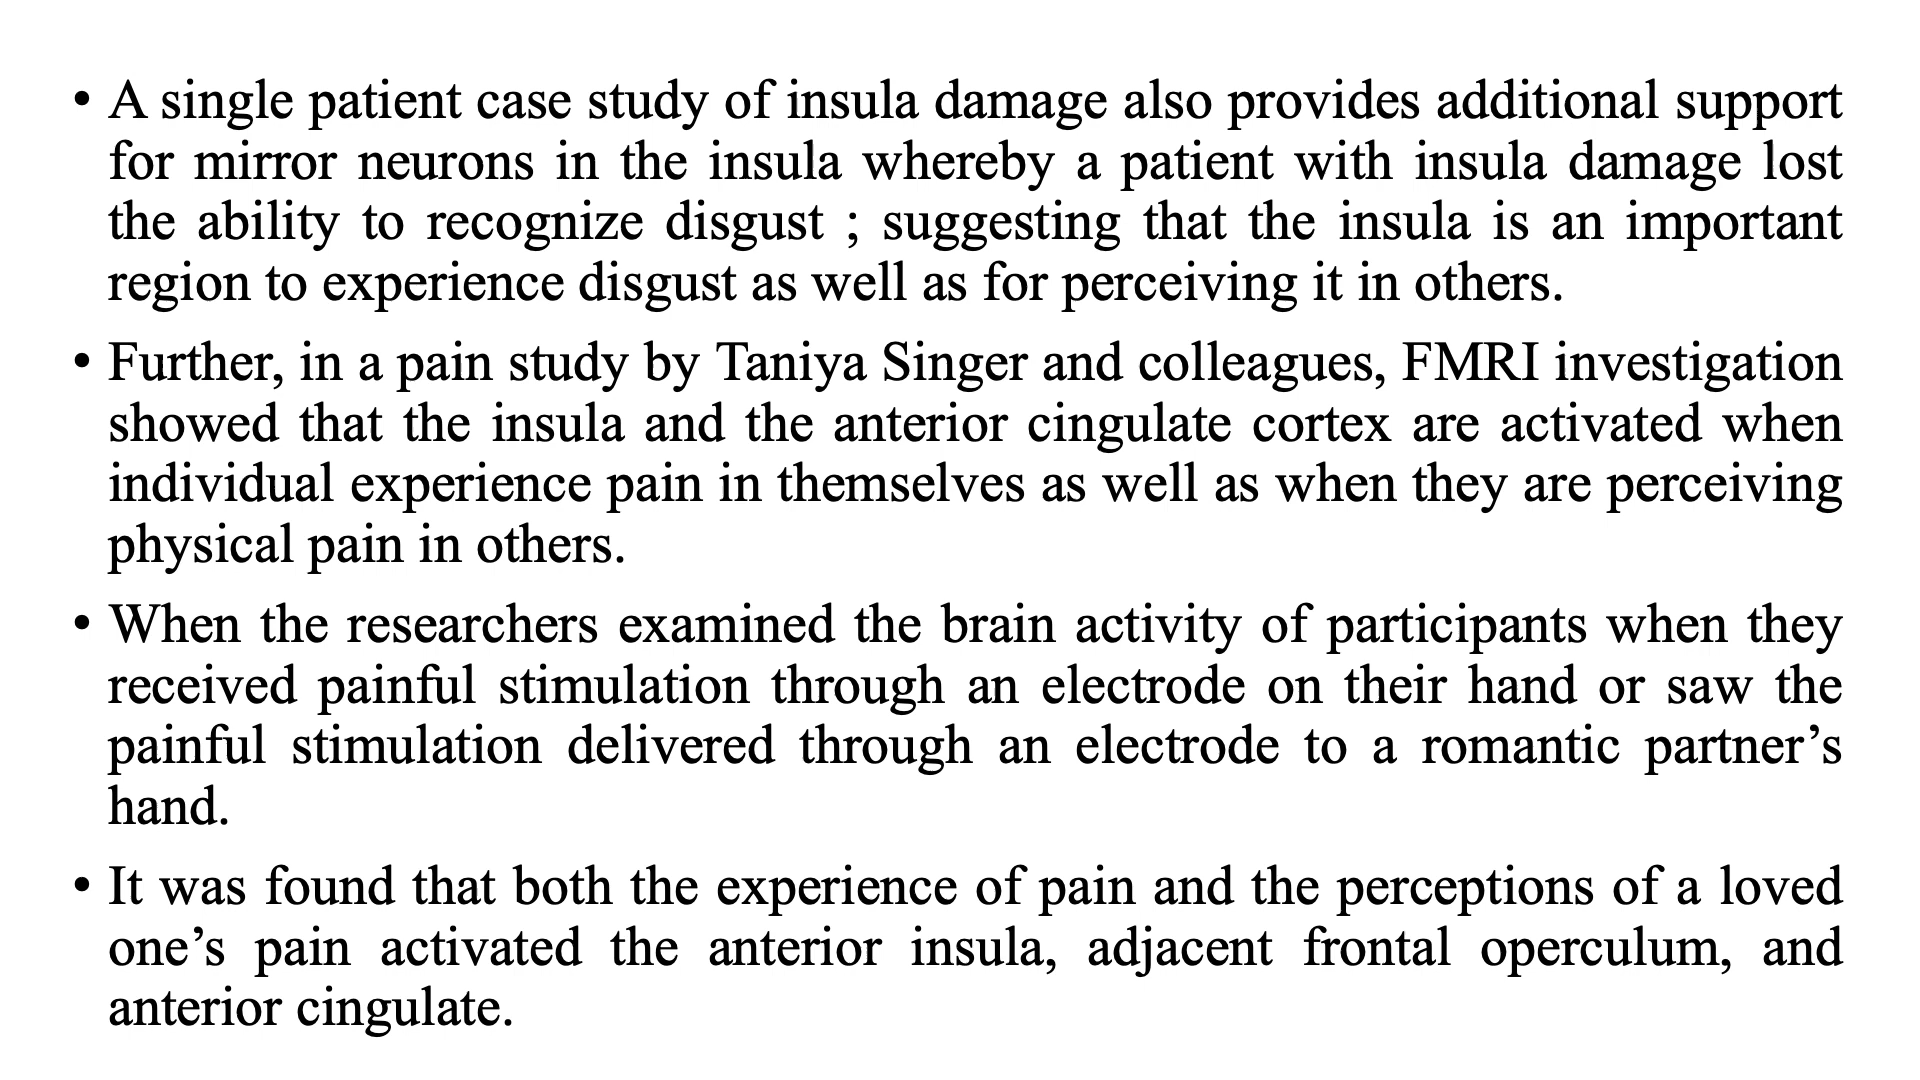 • A single patient case study of insula damage also provides additional support
for mirror neurons in the insula whereby a patient with insula damage lost
the ability to recognize disgust ; suggesting that the insula is an important
region to experience disgust as well as for perceiving it in others.
• Further, in a pain study by Taniya Singer and colleagues, FMRI investigation
showed that the insula and the anterior cingulate cortex are activated when
individual experience pain in themselves as well as when they are perceiving
physical pain in others.
• When the researchers examined the brain activity of participants when they
received painful stimulation through an electrode on their hand or saw the
painful stimulation delivered through an electrode to a romantic partner’s
hand.
• It was found that both the experience of pain and the perceptions of a loved
one’s pain activated the anterior insula, adjacent frontal operculum, and
anterior cingulate.